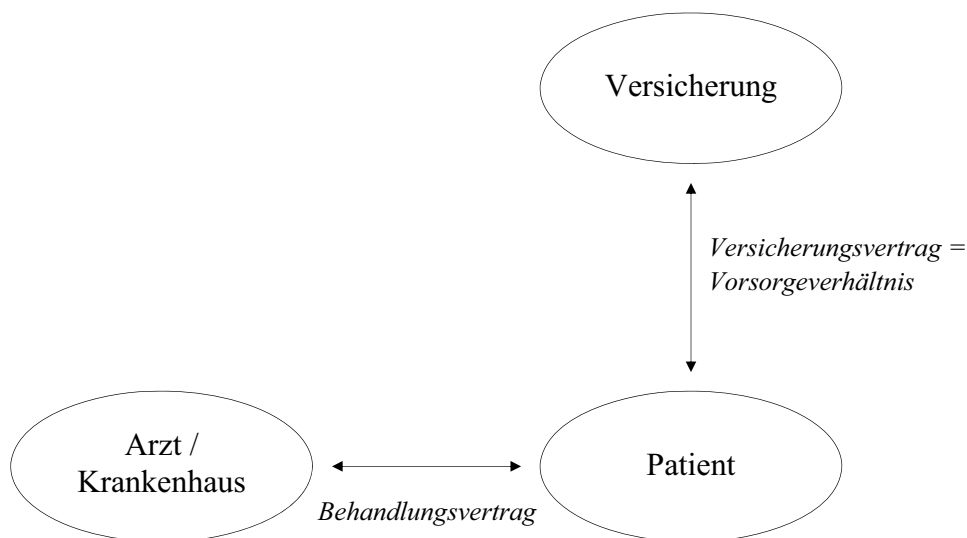 Versicherung
Versicherungsvertrag =
Vorsorgeverhältnis
Arzt /
Krankenhaus
Patient
Behandlungsvertrag